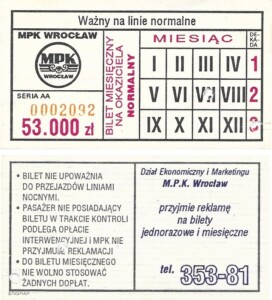 Ważny na linie normalne
MPK WROCŁAW
MPK
WROCŁAW
SERIA AA
0002092
53.000 zł
BILET MIESIĘCZNY
NA OKAZICIELA
NORMALNY
MIESIĄC
DE-
KA-
DA
I II III IV 1
V VI VII VIII 2
IX X XI XII 3
• BILET NIE UPOWAŻNIA
DO PRZEJAZDÓW LINIAMI
NOCNYMI.
• PASAŻER NIE POSIADAJĄCY
BILETU W TRAKCIE KONTROLI
PODLEGA OPŁACIE
INTERWENCYJNEJ I MPK NIE
PRZYJMUJE REKLAMACJI
• DO BILETU MIESIĘCZNEGO
NIE WOLNO STOSOWAĆ
ŻADNYCH DOPŁAT.
Dział Ekonomiczny i Marketingu
M.P.K. Wrocław
przyjmie reklamę
na bilety
jednorazowe i miesięczne
tel. 353-81